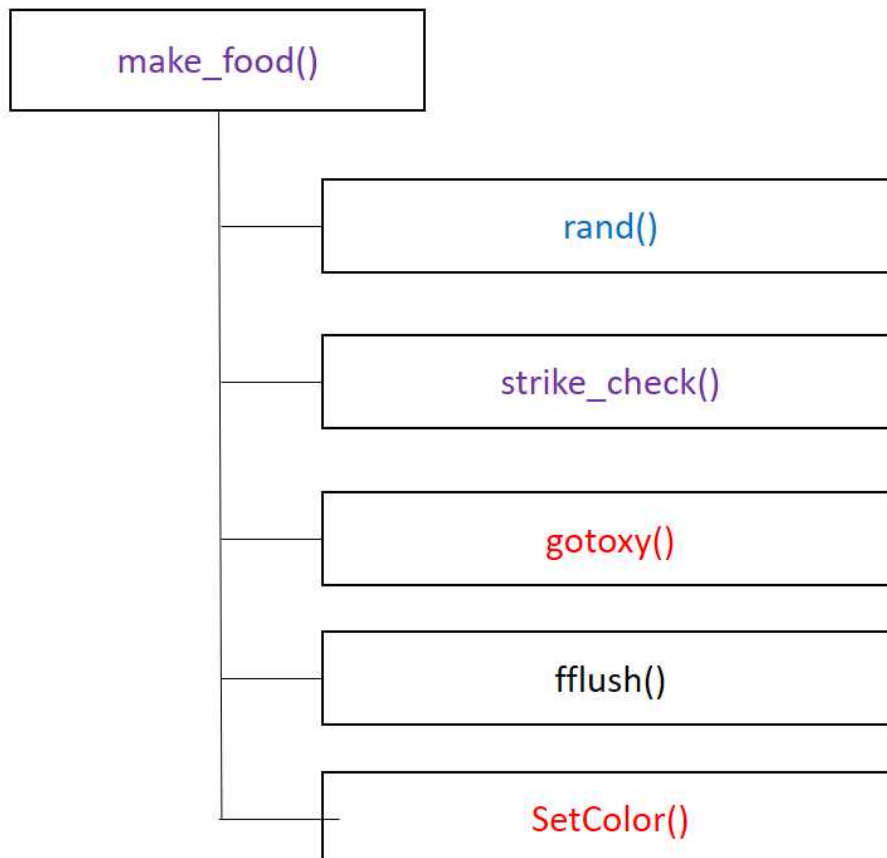 make_food()
rand()
strike_check()
gotoxy()
fflush()
SetColor()